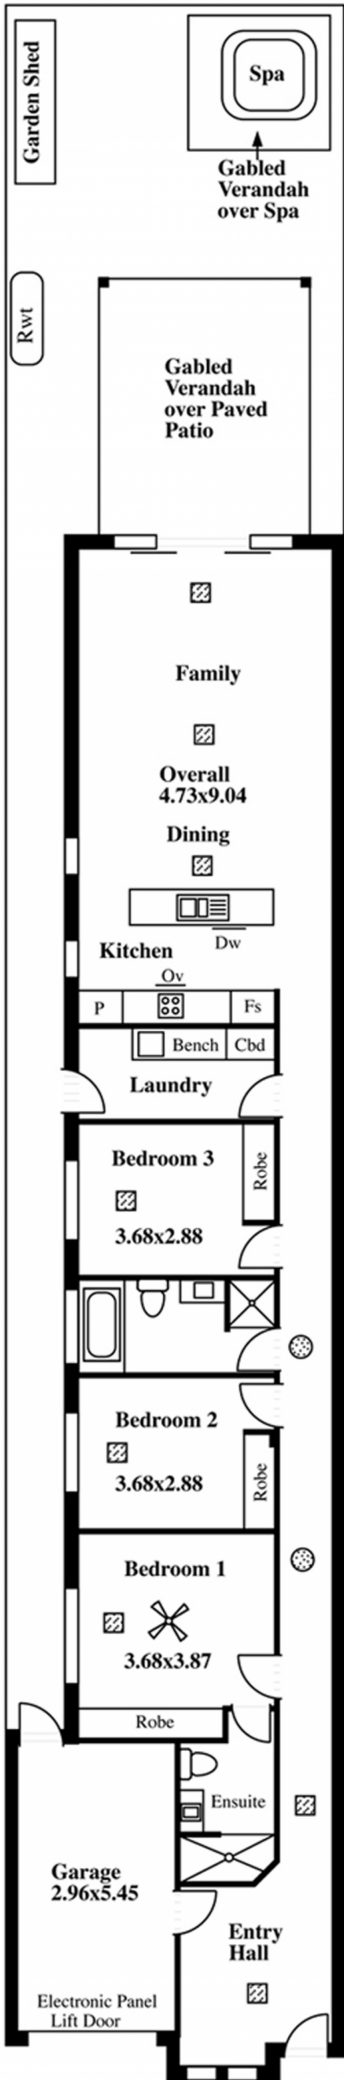 Garden Shed
Spa
Gabled
Verandah
over Spa
Rwt
Gabled
Verandah
over Paved
Patio
Family
Overall
4.73x9.04
Dining
Kitchen
Dw
Ov
P
Fs
Bench
Cbd
Laundry
Bedroom 3
3.68x2.88
Robe
Bedroom 2
3.68x2.88
Robe
Bedroom 1
3.68x3.87
Robe
Ensuite
Garage
2.96x5.45
Entry
Hall
Electronic Panel
Lift Door